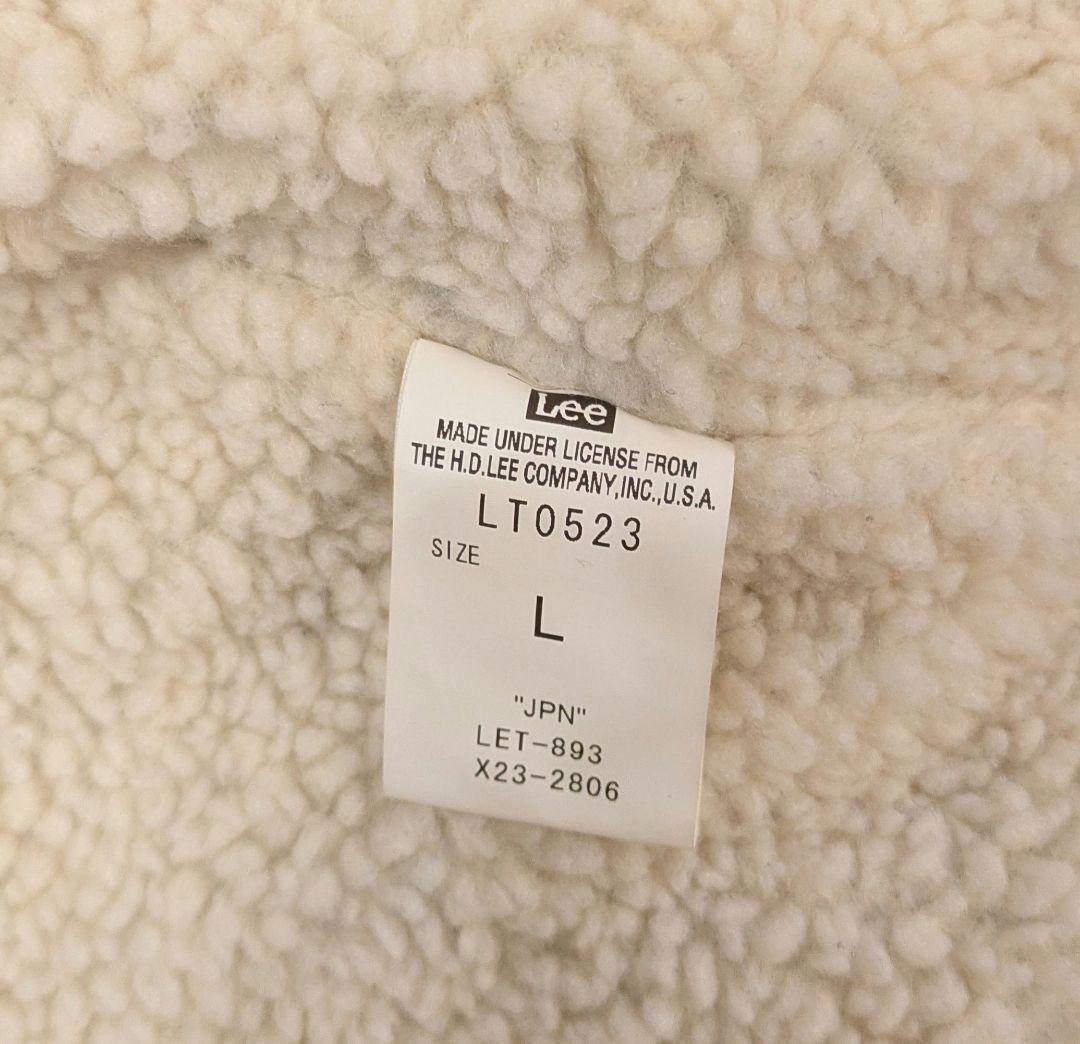 Lee
MADE UNDER LICENSE FROM
THE H.D.LEE COMPANY,INC.,U.S.A.
LT0523
SIZE
L
"JPN"
LET-893
X23-2806